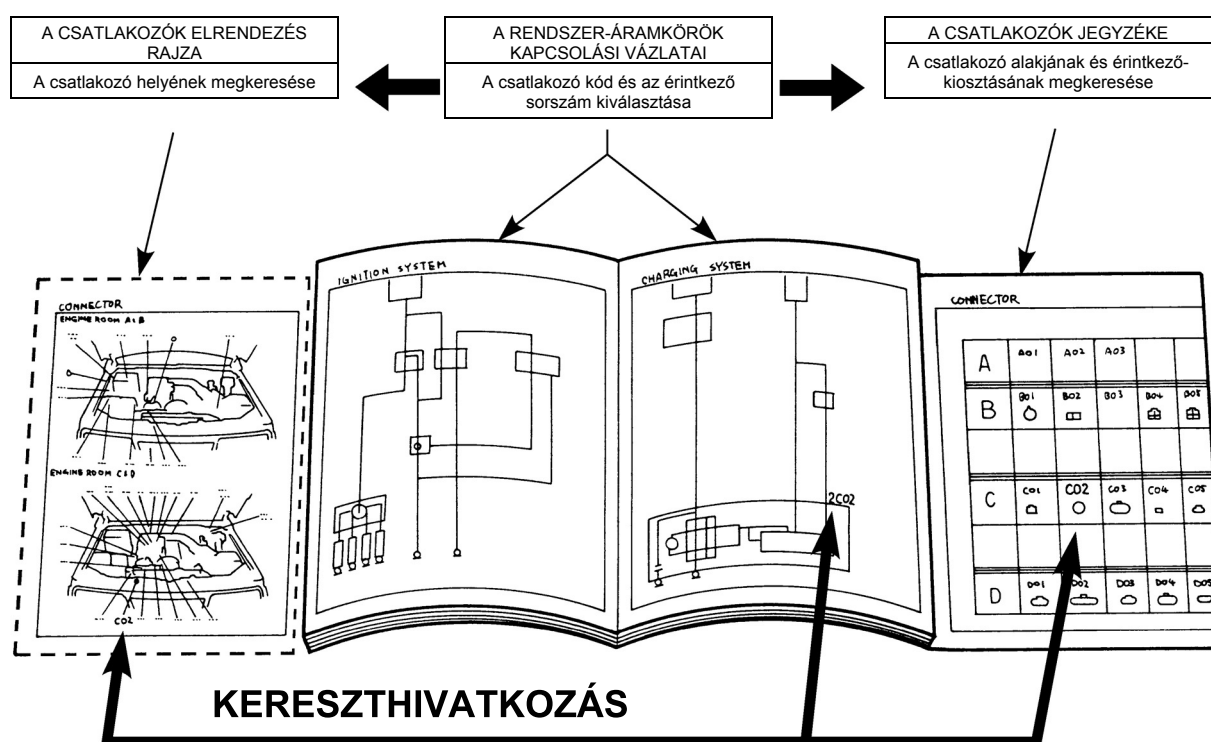 A CSATLAKOZÓK ELRENDEZÉS
RAJZA
A csatlakozó helyének megkeresése
A RENDSZER-ÁRAMKÖRÖK
KAPCSOLÁSI VÁZLATAI
A csatlakozó kód és az érintkező
sorszám kiválasztása
A CSATLAKOZÓK JEGYZÉKE
A csatlakozó alakjának és érintkező-
kiosztásának megkeresése
CONNECTOR
ENGINE ROOM A&B
ENGINE ROOM C&D
C02
IGNITION SYSTEM
CHARGING SYSTEM
2C02
CONNECTOR
A A01 A02 A03
B B01 B02 B03 B04 B05
C C01 C02 C03 C04 C05
D D01 D02 D03 D04 D05
KERESZTHIVATKOZÁS